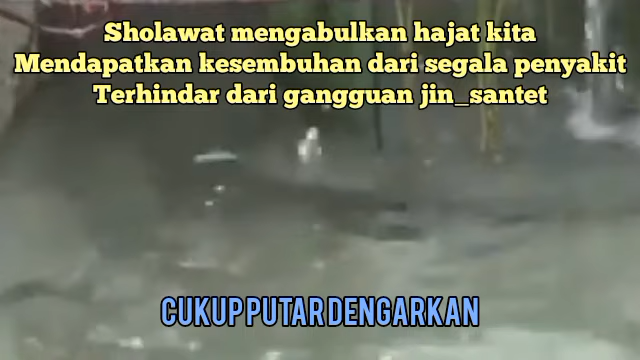 Sholawat mengabulkan hajat kita
Mendapatkan kesembuhan dari segala penyakit
Terhindar dari gangguan jin_santet
CUKUP PUTAR DENGARKAN